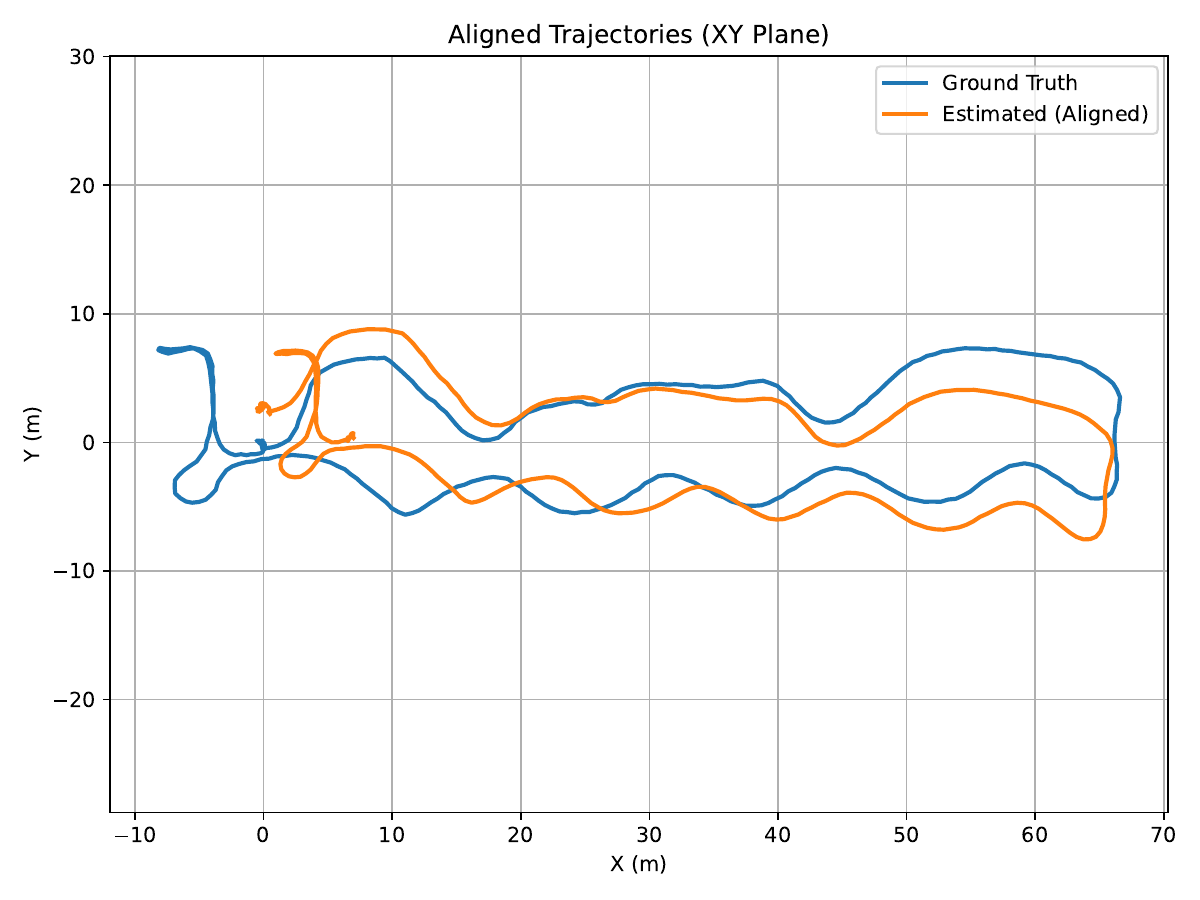 Aligned Trajectories (XY Plane)
Ground Truth
Estimated (Aligned)
30
20
10
0
−10
−20
Y (m)
−10 0 10 20 30 40 50 60 70
X (m)